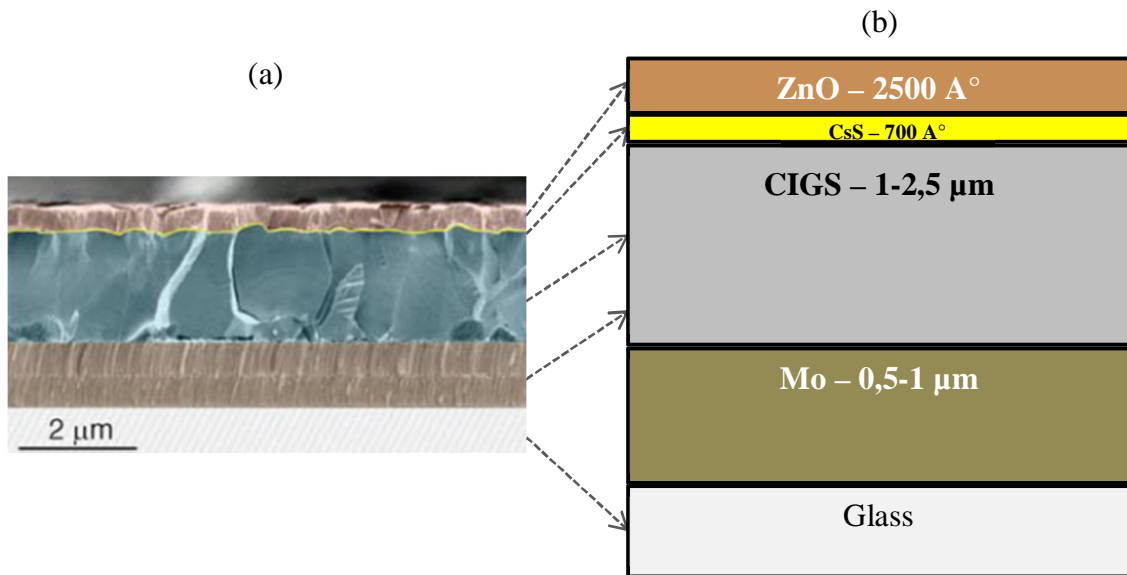 (a)
(b)
ZnO – 2500 A°
CsS – 700 A°
CIGS – 1-2,5 µm
Mo – 0,5-1 µm
Glass
2 µm